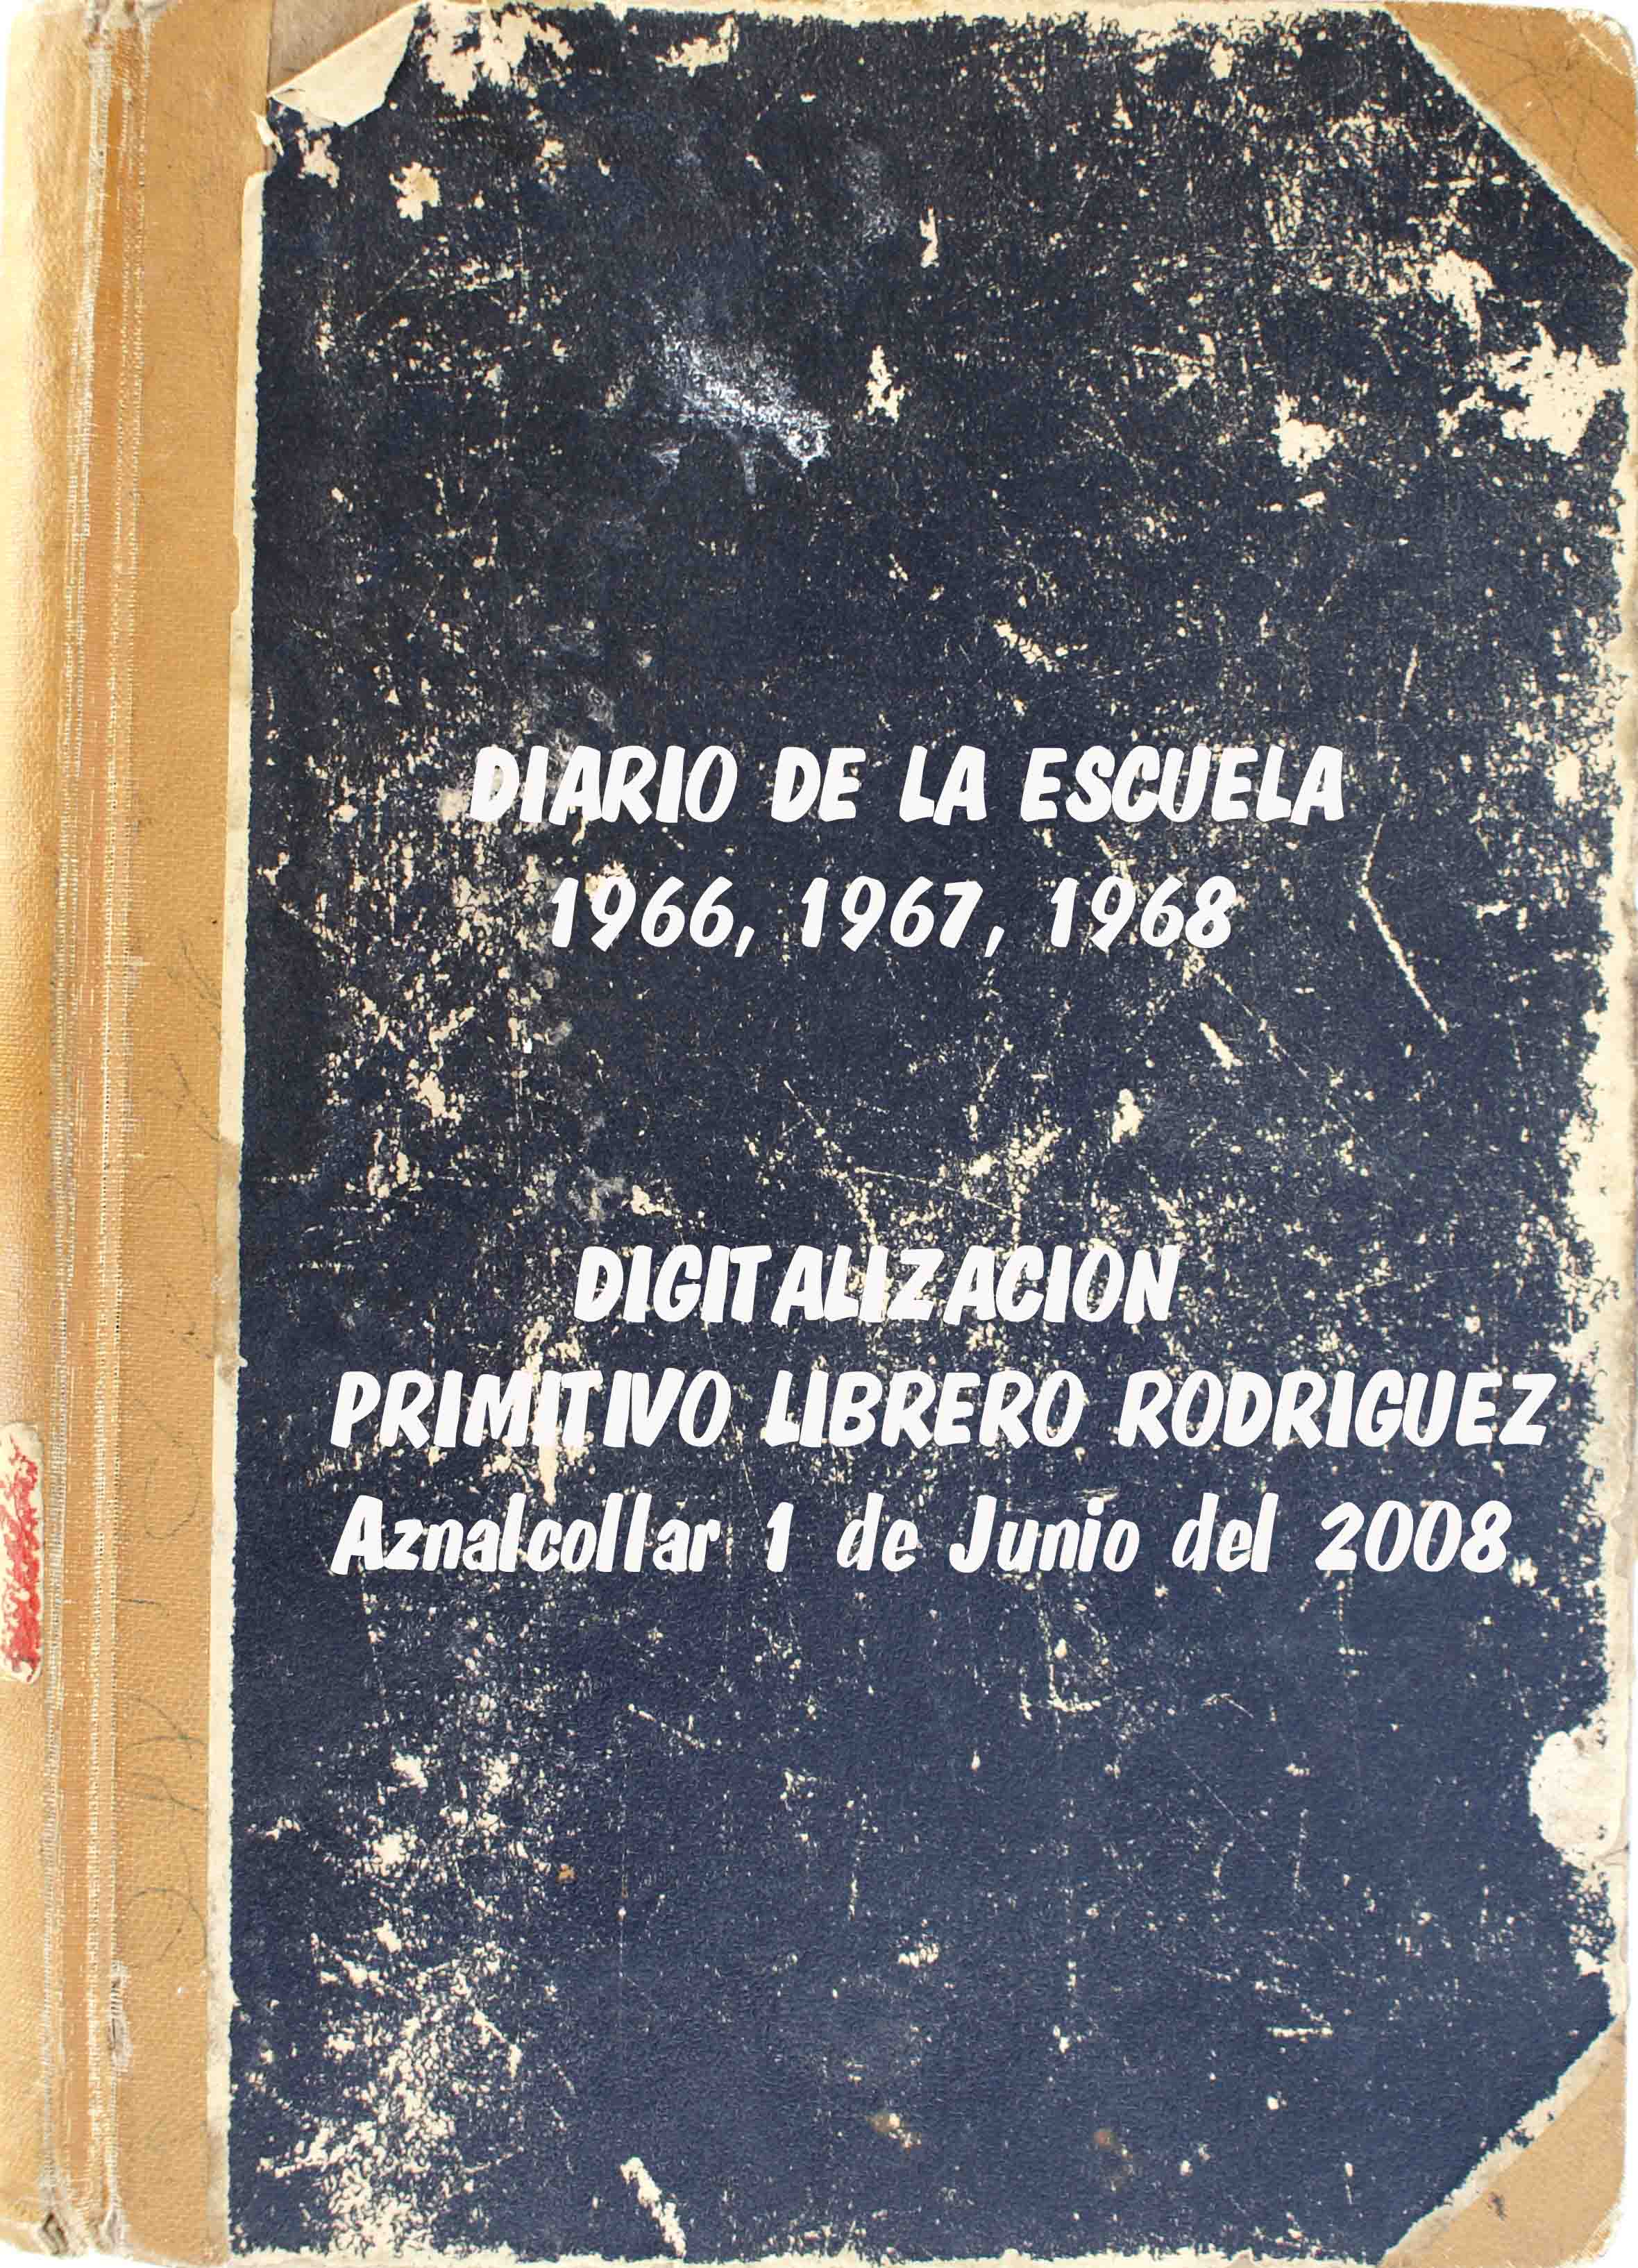 DIARIO DE LA ESCUELA
1966, 1967, 1968
DIGITALIZACION
PRIMITIVO LIBRERO RODRIGUEZ
Aznalcollar 1 de Junio del 2008